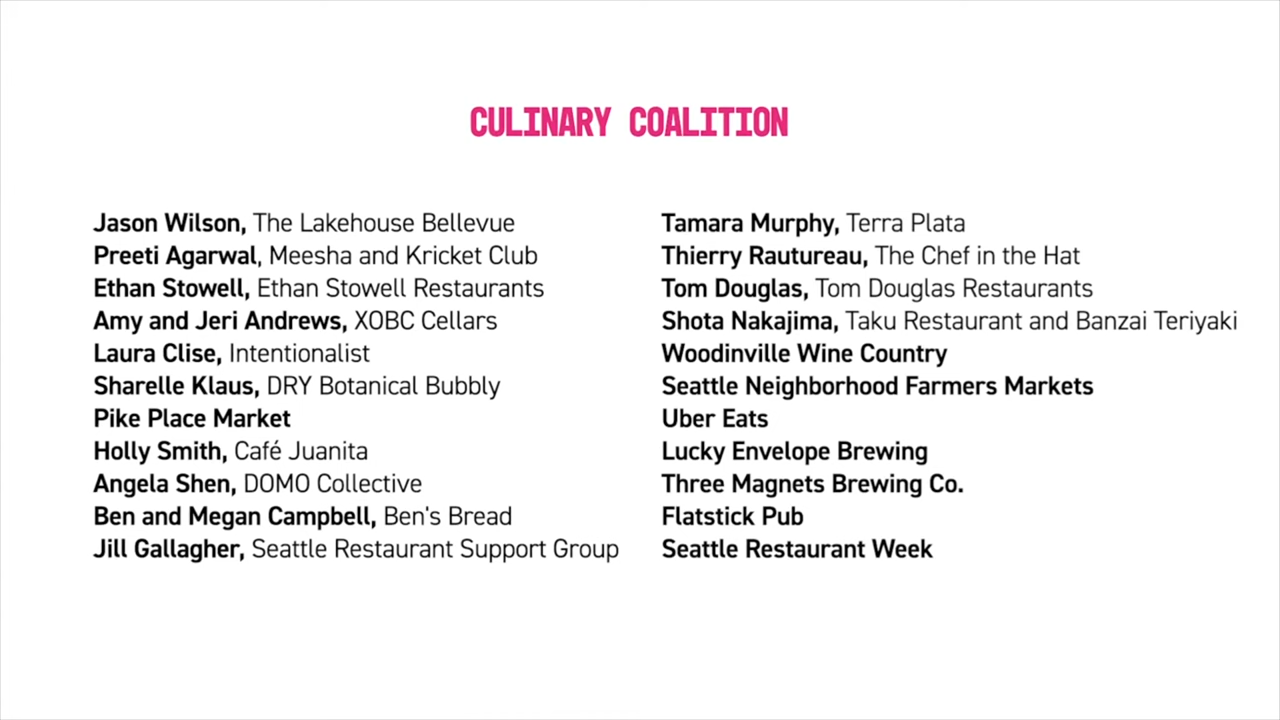 CULINARY COALITION
Jason Wilson, The Lakehouse Bellevue
Preeti Agarwal, Meesha and Kricket Club
Ethan Stowell, Ethan Stowell Restaurants
Amy and Jeri Andrews, XOBC Cellars
Laura Clise, Intentionalist
Sharelle Klaus, DRY Botanical Bubbly
Pike Place Market
Holly Smith, Café Juanita
Angela Shen, DOMO Collective
Ben and Megan Campbell, Ben's Bread
Jill Gallagher, Seattle Restaurant Support Group
Tamara Murphy, Terra Plata
Thierry Rautureau, The Chef in the Hat
Tom Douglas, Tom Douglas Restaurants
Shota Nakajima, Taku Restaurant and Banzai Teriyaki
Woodinville Wine Country
Seattle Neighborhood Farmers Markets
Uber Eats
Lucky Envelope Brewing
Three Magnets Brewing Co.
Flatstick Pub
Seattle Restaurant Week